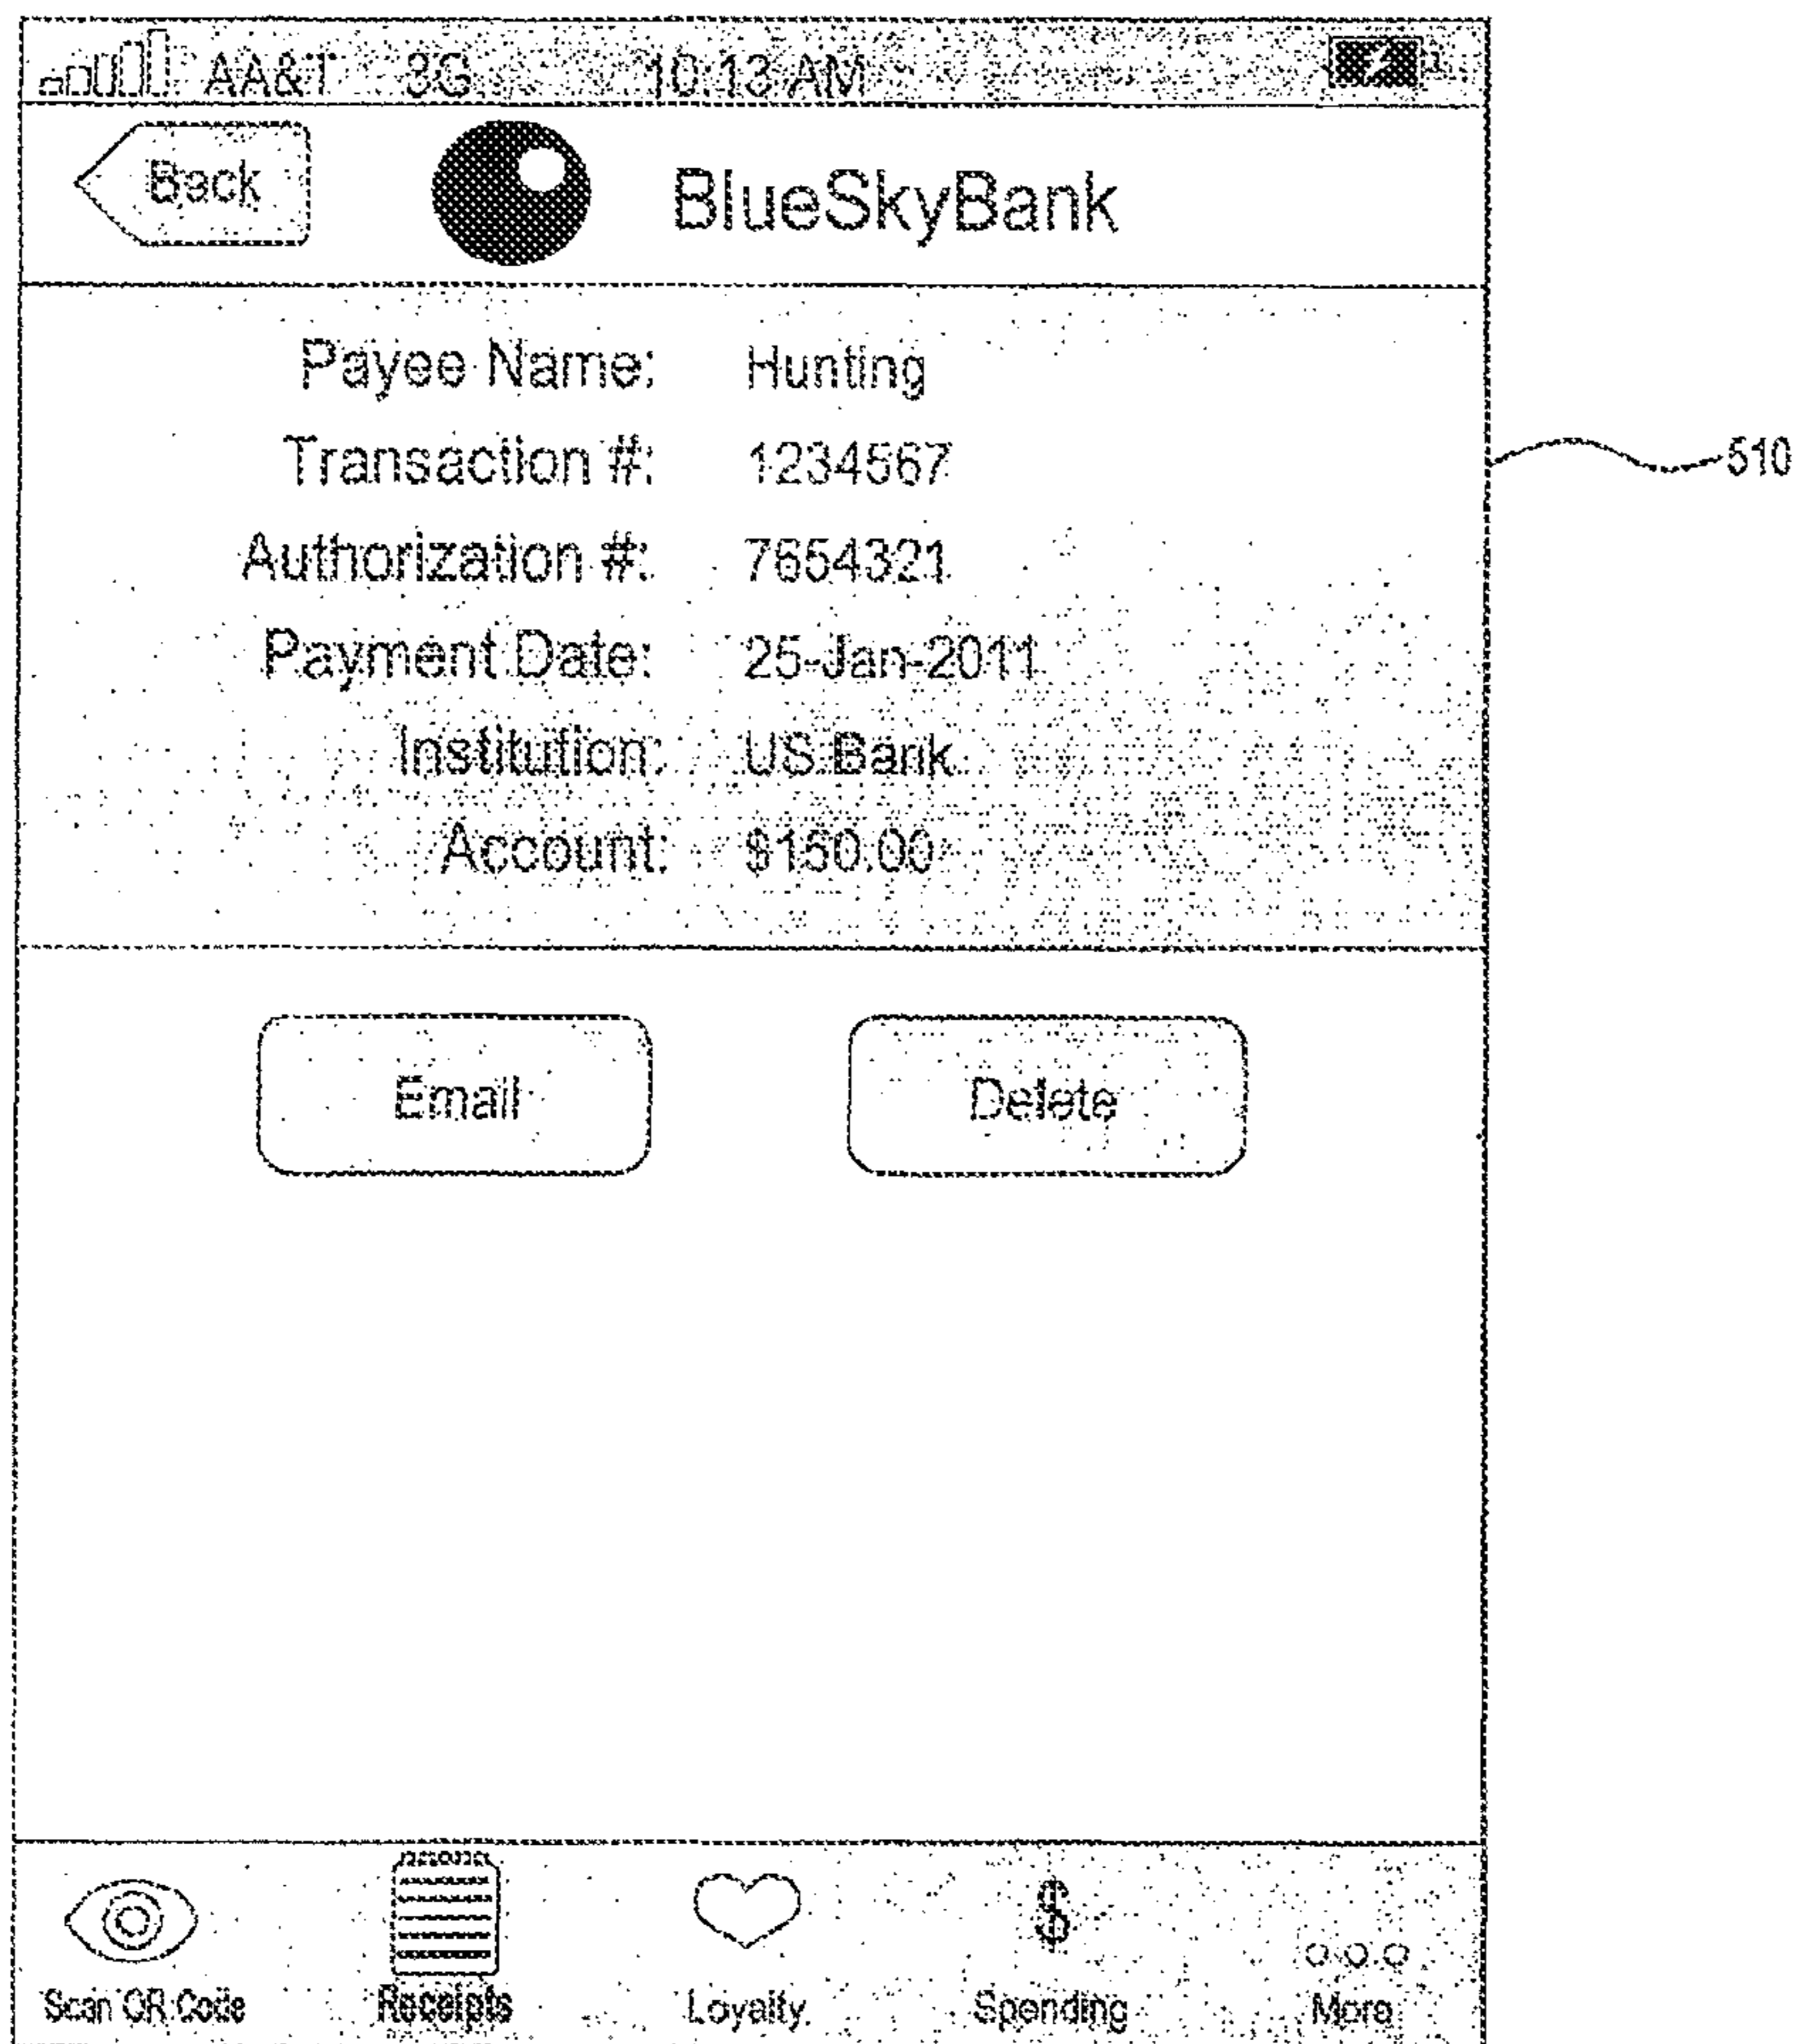 AA&T 3G 10:13 AM
Back BlueSkyBank
Payee Name: Hunting
Transaction #: 1234567
Authorization #: 7654321
Payment Date: 25-Jan-2011
Institution: US Bank
Account: $150.00
510
Email Delete
$
Scan QR Code Receipts Loyalty Spending More